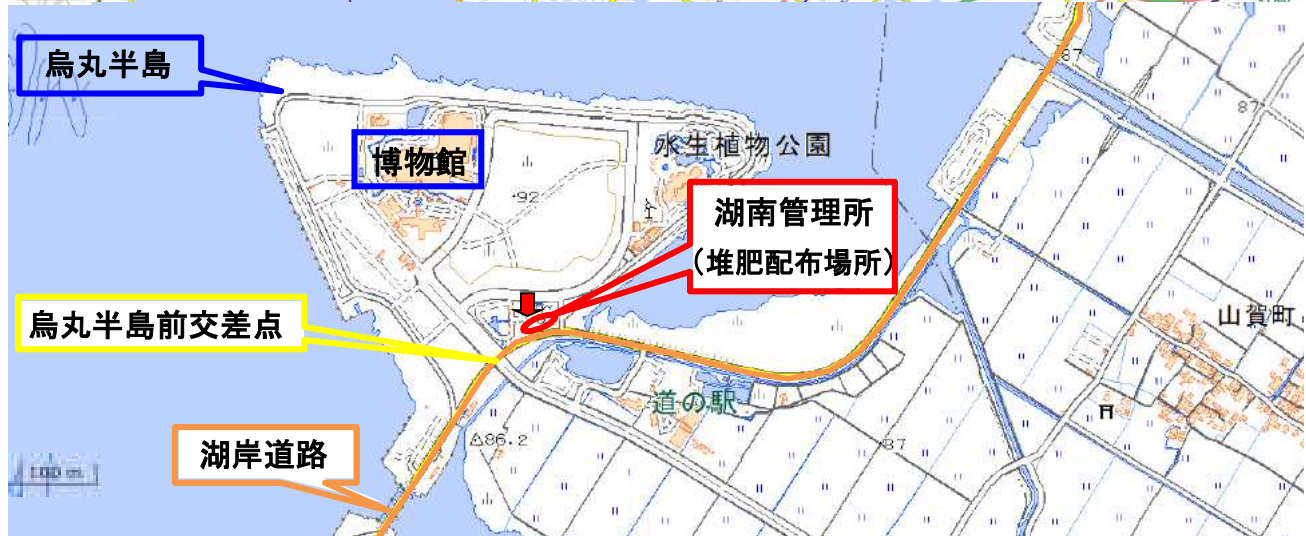 87
烏丸半島
87
水生植物公園
博物館
92
湖南管理所
(堆肥配布場所)
山賀町
烏丸半島前交差点
道の駅
86.2
87
湖岸道路
100 m